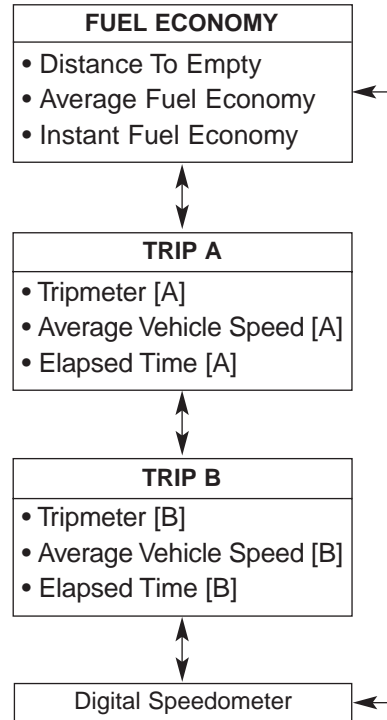 FUEL ECONOMY
• Distance To Empty
• Average Fuel Economy
• Instant Fuel Economy
TRIP A
• Tripmeter [A]
• Average Vehicle Speed [A]
• Elapsed Time [A]
TRIP B
• Tripmeter [B]
• Average Vehicle Speed [B]
• Elapsed Time [B]
Digital Speedometer